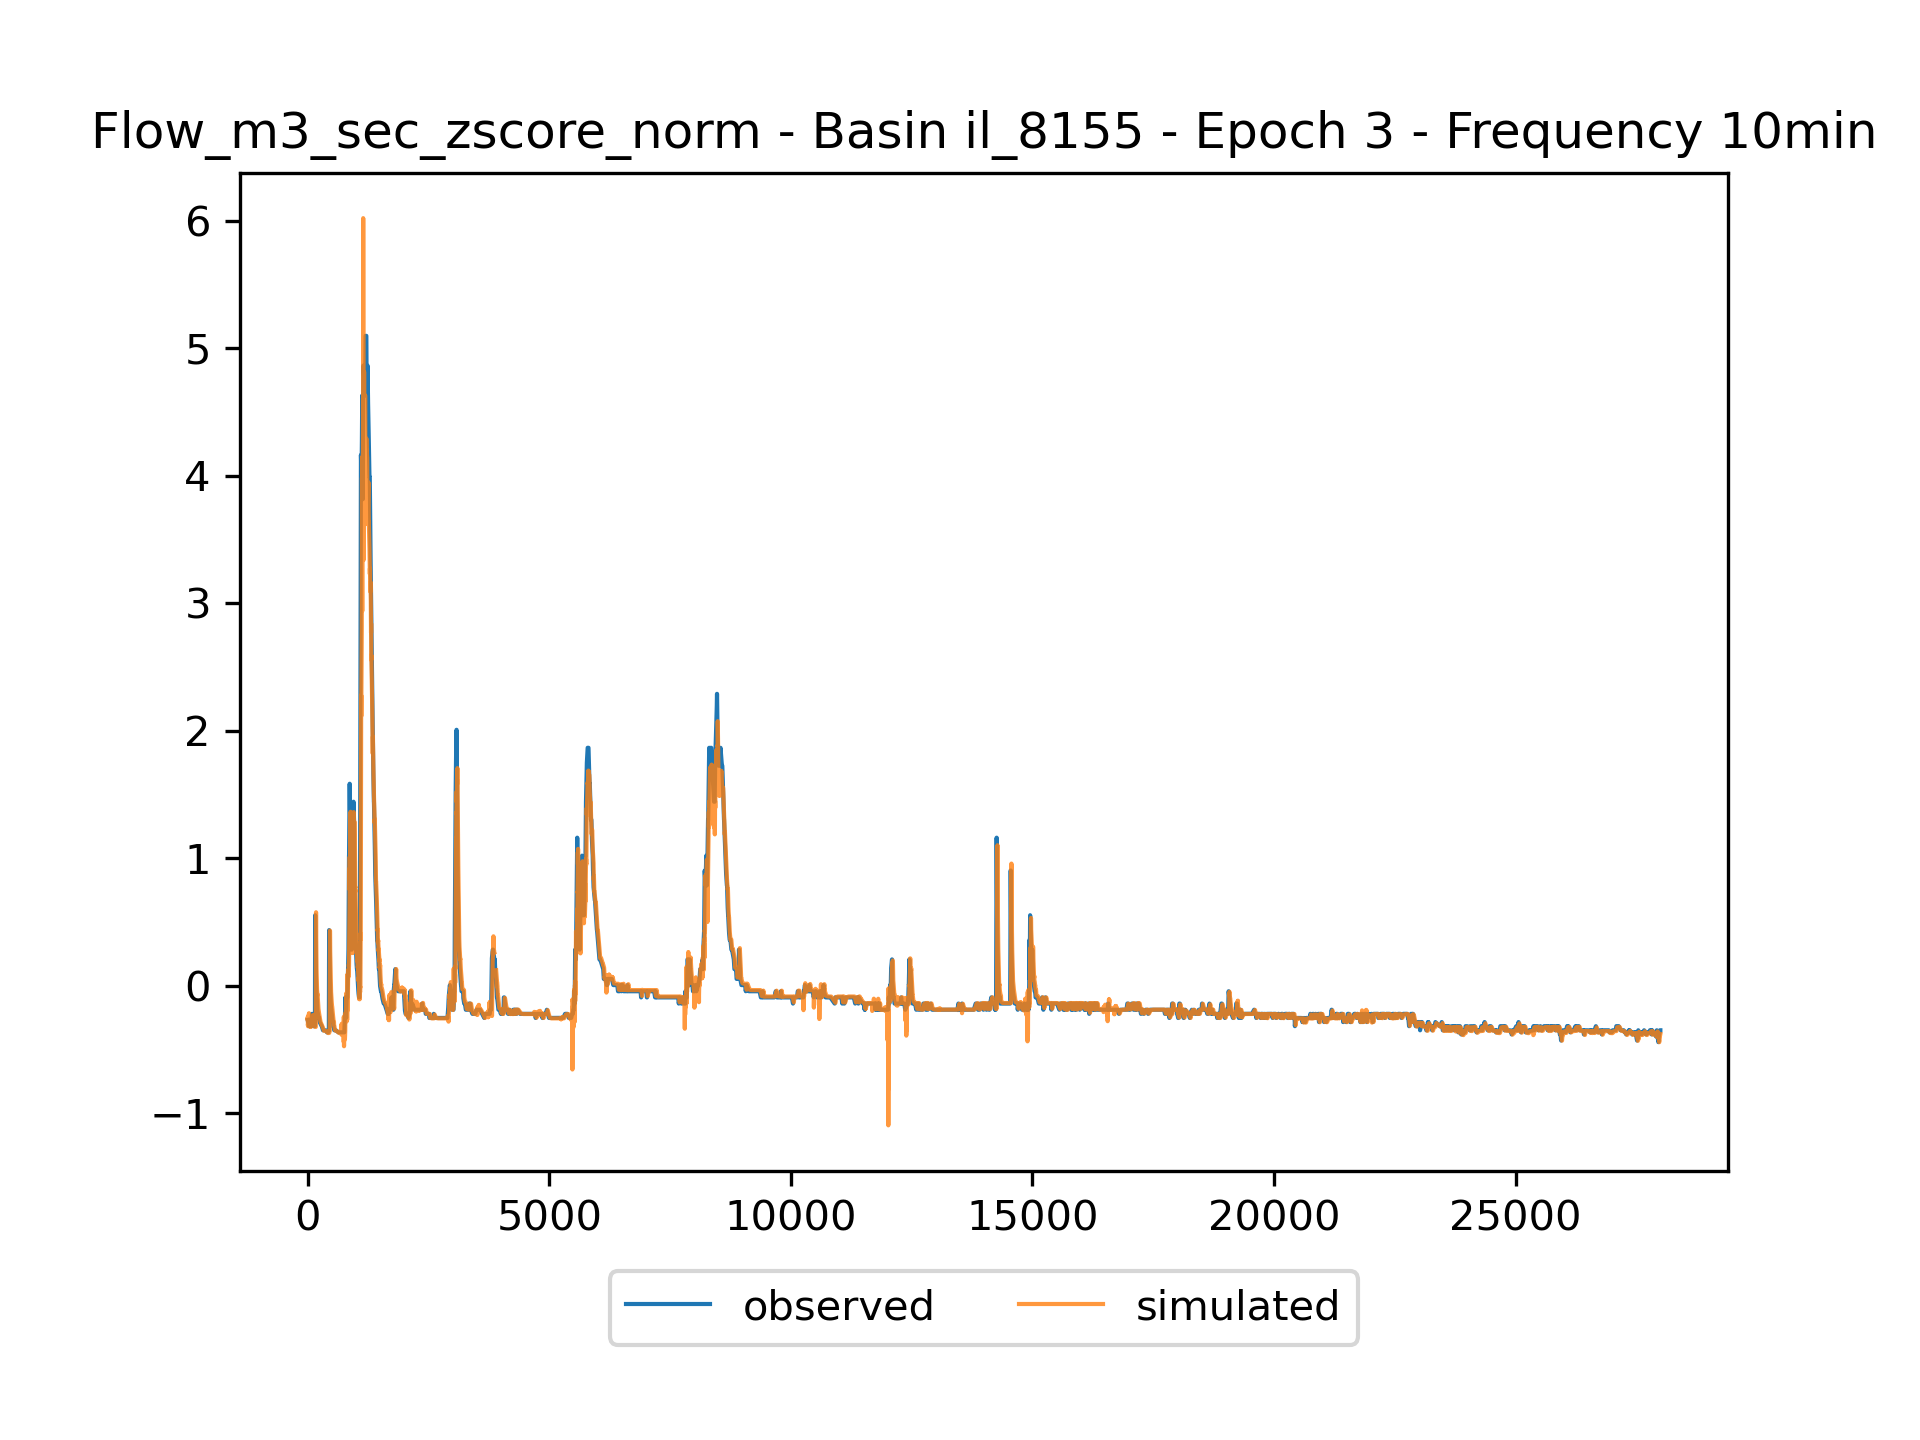 Flow_m3_sec_zscore_norm - Basin il_8155 - Epoch 3 - Frequency 10min
6
5
4
3
2
1
0
−1
0 5000 10000 15000 20000 25000
observed simulated